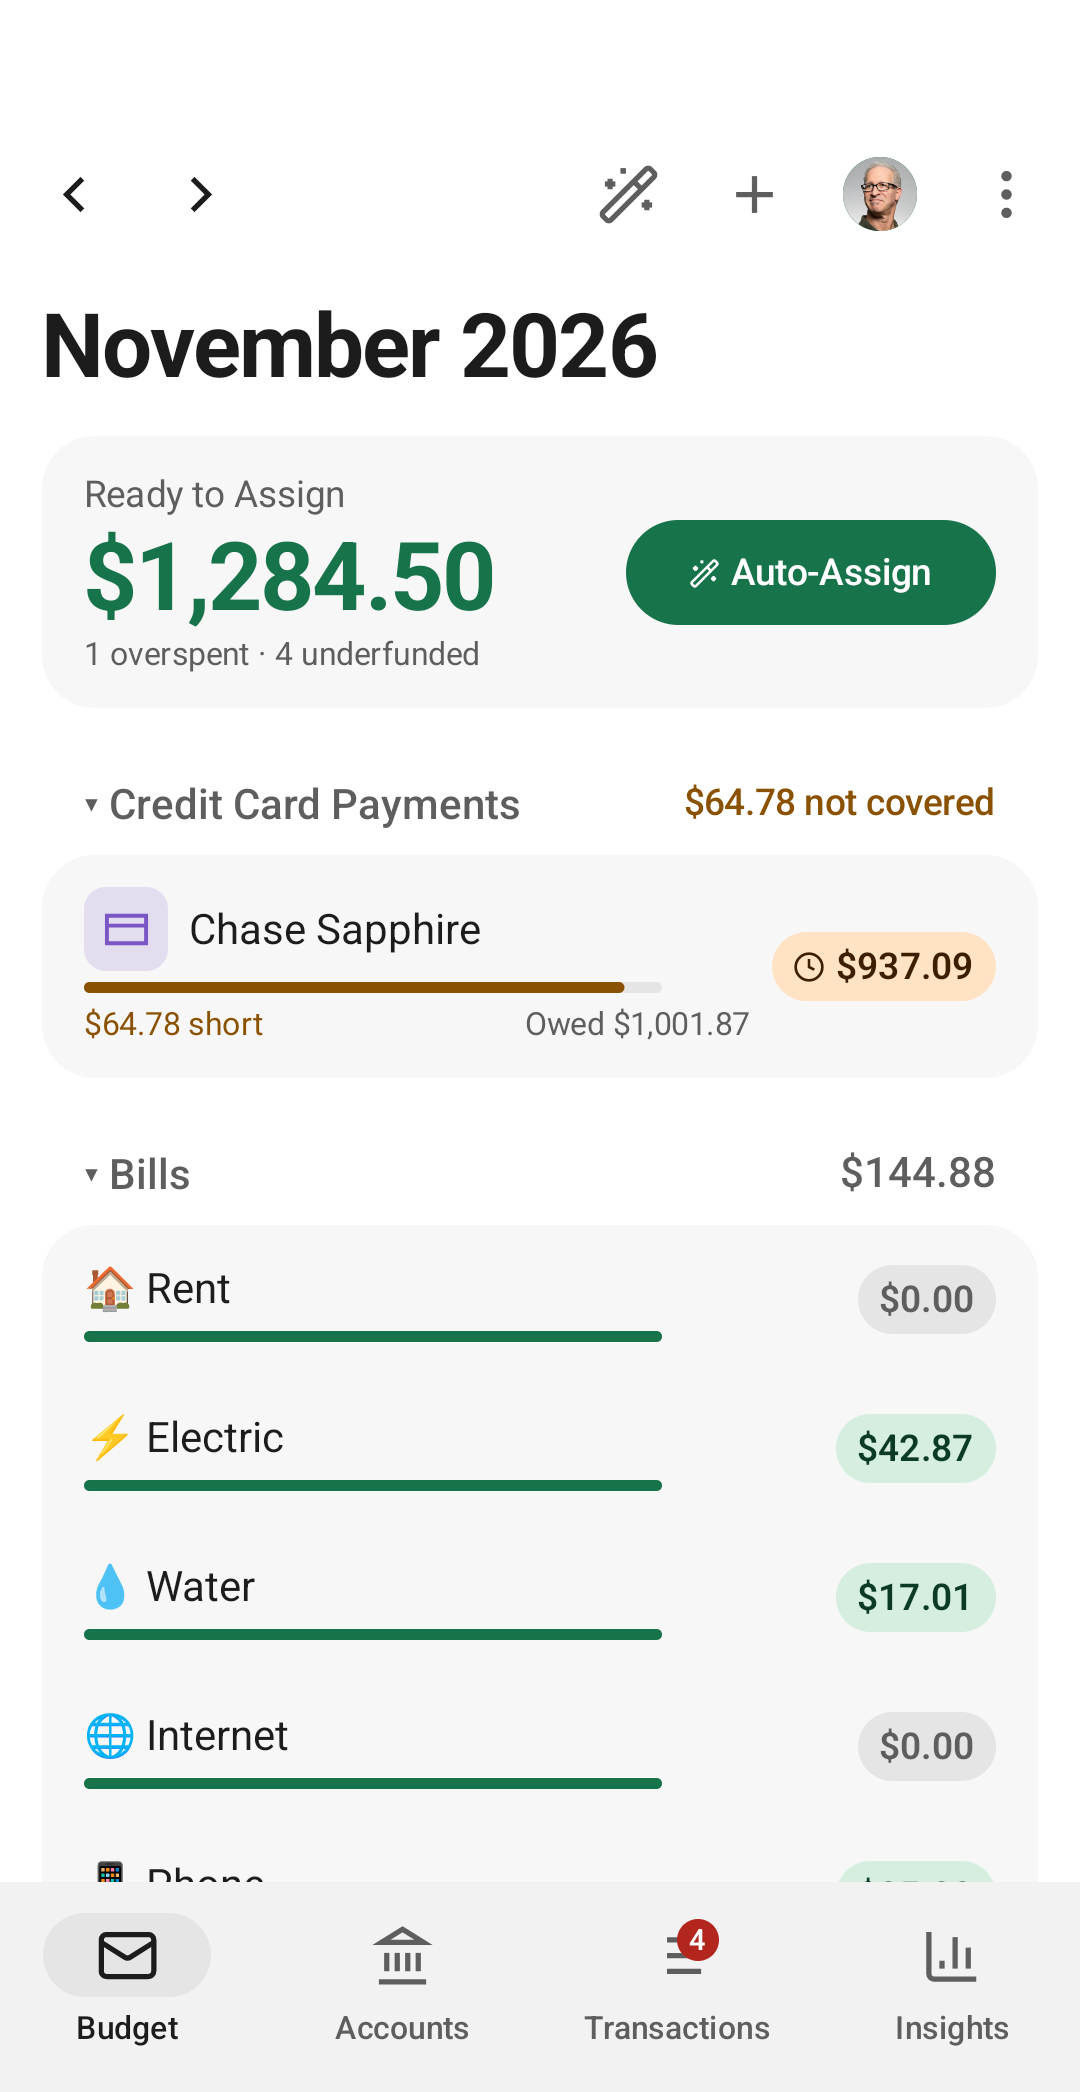 November 2026
Ready to Assign
$1,284.50
Auto-Assign
1 overspent · 4 underfunded
Credit Card Payments
$64.78 not covered
Chase Sapphire
$937.09
$64.78 short
Owed $1,001.87
Bills
$144.88
Rent
$0.00
Electric
$42.87
Water
$17.01
Internet
$0.00
Phone
4
Budget
Accounts
Transactions
Insights